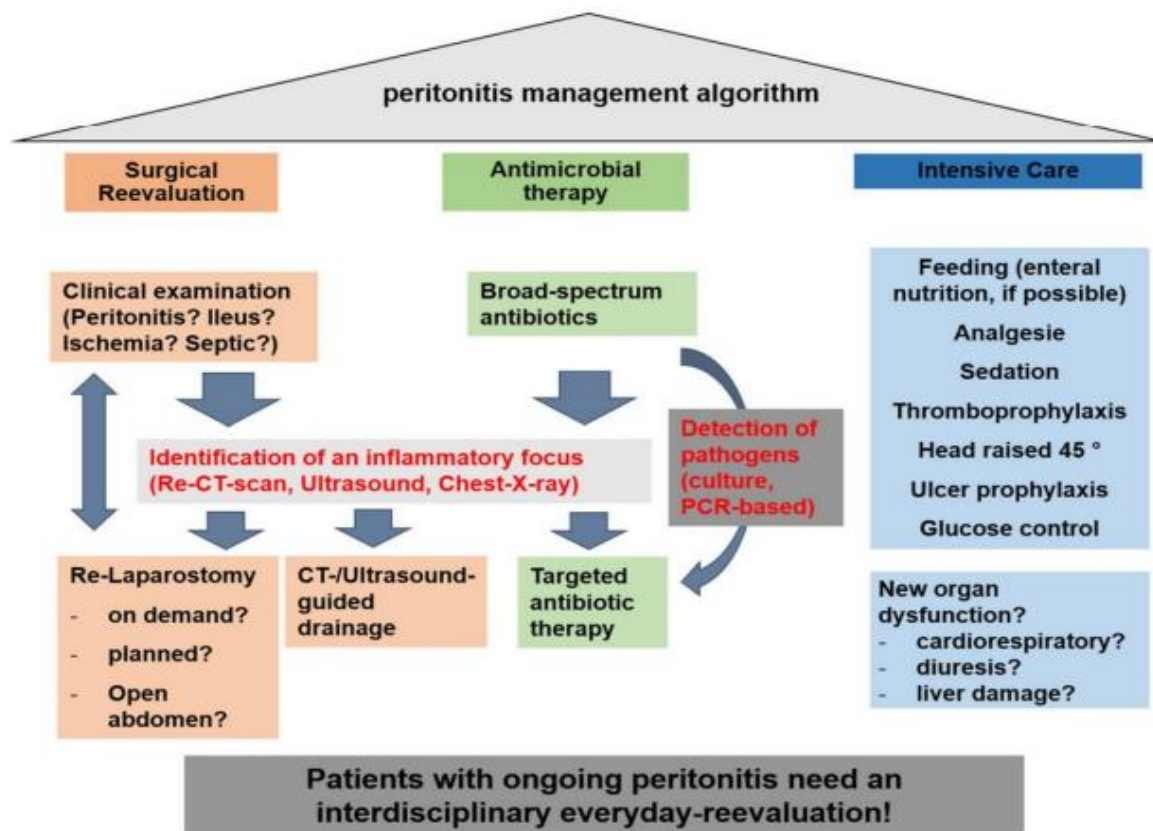 peritonitis management algorithm
Surgical
Reevaluation
Antimicrobial
therapy
Intensive Care
Clinical examination
(Peritonitis? Ileus?
Ischemia? Septic?)
Broad-spectrum
antibiotics
Feeding (enteral
nutrition, if possible)
Analgesie
Sedation
Thromboprophylaxis
Head raised 45 °
Ulcer prophylaxis
Glucose control
Identification of an inflammatory focus
(Re-CT-scan, Ultrasound, Chest-X-ray)
Detection of
pathogens
(culture,
PCR-based)
Re-Laparostomy
- on demand?
- planned?
- Open
abdomen?
CT-/Ultrasound-
guided
drainage
Targeted
antibiotic
therapy
New organ
dysfunction?
- cardiorespiratory?
- diuresis?
- liver damage?
Patients with ongoing peritonitis need an
interdisciplinary everyday-reevaluation!